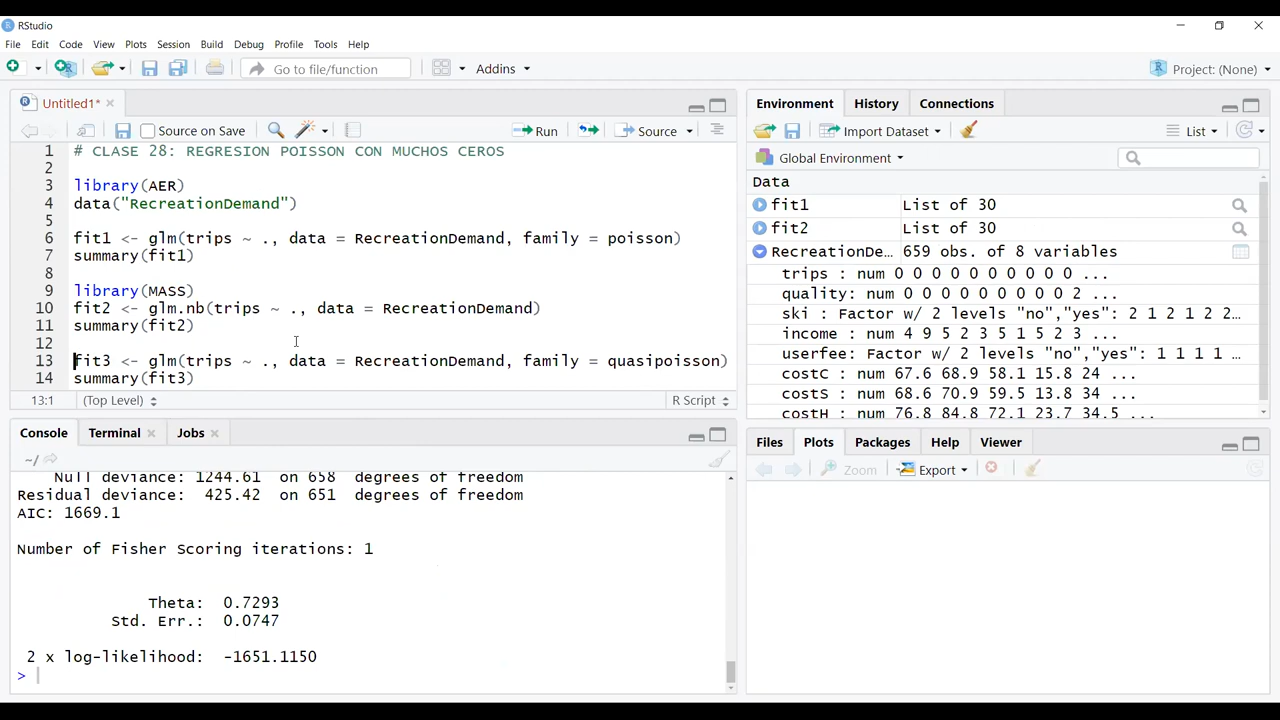 RStudio
File Edit Code View Plots Session Build Debug Profile Tools Help
Go to file/function Addins Project: (None)
Untitled1*
Source on Save Run Source
1 # CLASE 28: REGRESION POISSON CON MUCHOS CEROS
2
3 library(AER)
4 data("RecreationDemand")
5
6 fit1 <- glm(trips ~ ., data = RecreationDemand, family = poisson)
7 summary(fit1)
8
9 library(MASS)
10 fit2 <- glm.nb(trips ~ ., data = RecreationDemand)
11 summary(fit2)
12
13 fit3 <- glm(trips ~ ., data = RecreationDemand, family = quasipoisson)
14 summary(fit3)
13:1 (Top Level) R Script
Console Terminal Jobs
~/
Null deviance: 1244.61 on 658 degrees of freedom
Residual deviance: 425.42 on 651 degrees of freedom
AIC: 1669.1
Number of Fisher Scoring iterations: 1
Theta: 0.7293
Std. Err.: 0.0747
2 x log-likelihood: -1651.1150
>
Environment History Connections
Import Dataset List
Global Environment
Data
fit1 List of 30
fit2 List of 30
RecreationDe… 659 obs. of 8 variables
trips : num 0 0 0 0 0 0 0 0 0 0 ...
quality: num 0 0 0 0 0 0 0 0 0 2 ...
ski : Factor w/ 2 levels "no","yes": 2 1 2 1 2 2…
income : num 4 9 5 2 3 5 1 5 2 3 ...
userfee: Factor w/ 2 levels "no","yes": 1 1 1 1 …
costC : num 67.6 68.9 58.1 15.8 24 ...
costS : num 68.6 70.9 59.5 13.8 34 ...
costH : num 76.8 84.8 72.1 23.7 34.5 ...
Files Plots Packages Help Viewer
Zoom Export